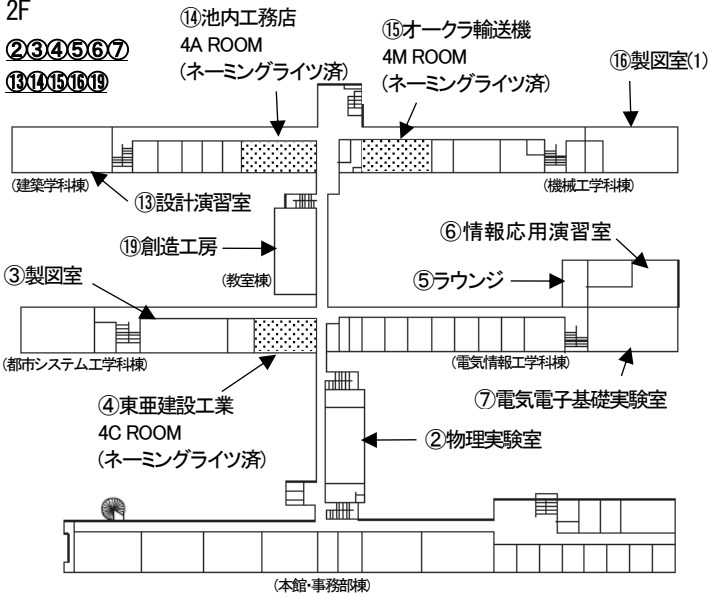 2F
②③④⑤⑥⑦
⑬⑭⑮⑯⑲
⑭池内工務店
4A ROOM
(ネーミングライツ済)
⑮オークラ輸送機
4M ROOM
(ネーミングライツ済)
⑯製図室(1)
(建築学科棟)
⑬設計演習室
(機械工学科棟)
⑲創造工房
(教室棟)
⑥情報応用演習室
⑤ラウンジ
③製図室
(都市システム工学科棟)
(電気情報工学科棟)
④東亜建設工業
4C ROOM
(ネーミングライツ済)
⑦電気電子基礎実験室
②物理実験室
(本館・事務部棟)